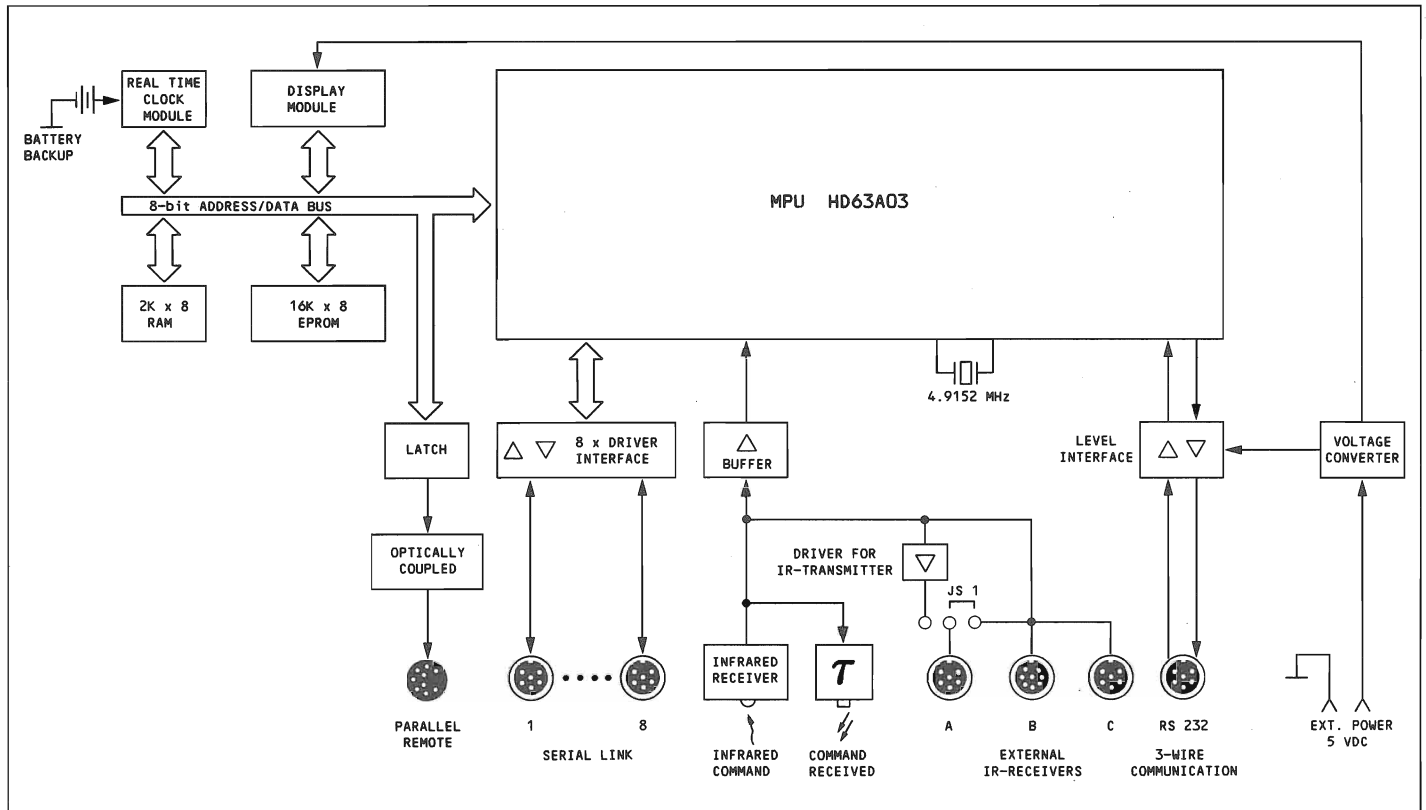 REAL TIME
CLOCK
MODULE
DISPLAY
MODULE
BATTERY
BACKUP
MPU HD63A03
8-bit ADDRESS/DATA BUS
2K x 8
RAM
16K x 8
EPROM
4.9152 MHz
LATCH
8 x DRIVER
INTERFACE
BUFFER
LEVEL
INTERFACE
VOLTAGE
CONVERTER
OPTICALLY
COUPLED
DRIVER FOR
IR-TRANSMITTER
JS 1
INFRARED
RECEIVER
τ
PARALLEL
REMOTE
1
8
SERIAL LINK
INFRARED
COMMAND
COMMAND
RECEIVED
A
B
C
EXTERNAL
IR-RECEIVERS
RS 232
3-WIRE
COMMUNICATION
EXT. POWER
5 VDC